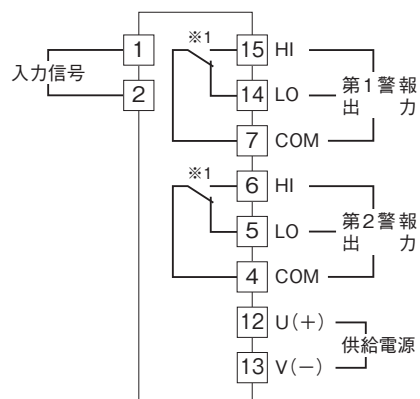 1
2
入力信号
※1
15 HI
14 LO
7 COM
第1警報
出 力
※1
6 HI
5 LO
4 COM
第2警報
出 力
12 U(+)
13 V(−)
供給電源